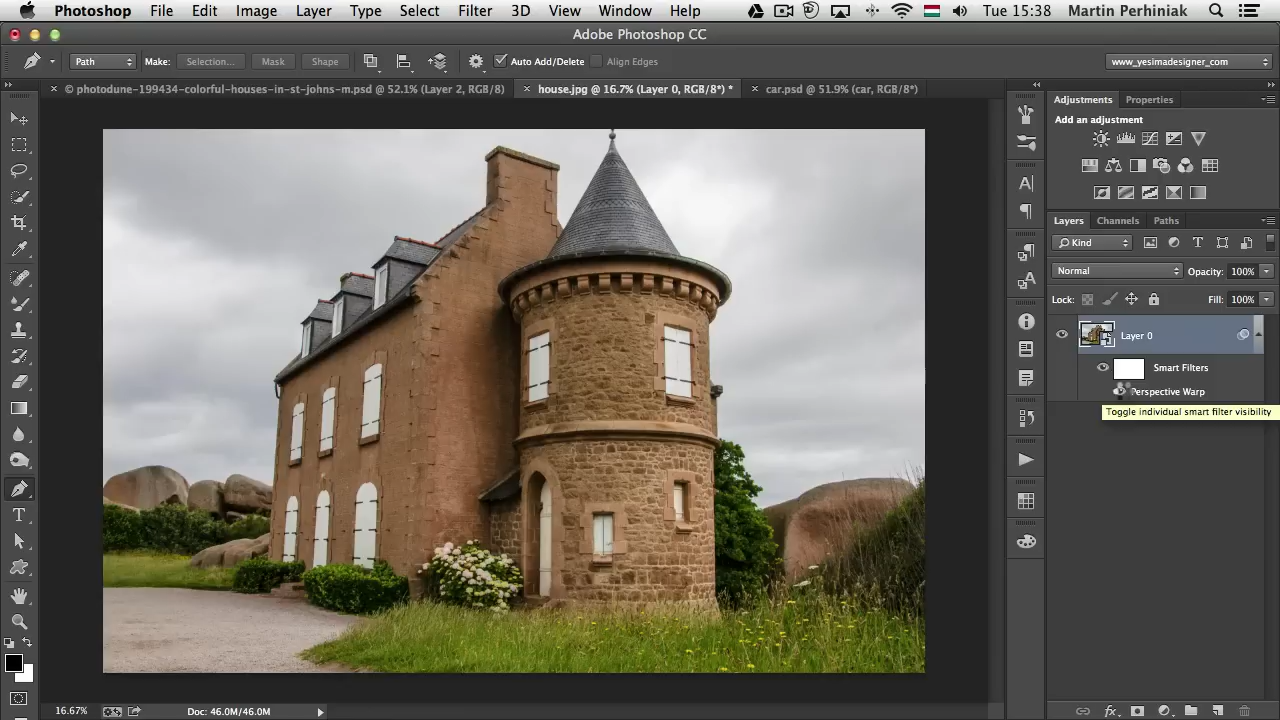 Photoshop File Edit Image Layer Type Select Filter 3D View Window Help Tue 15:38 Martin Perhiniak
Adobe Photoshop CC
Path Make: Selection... Mask Shape Auto Add/Delete Align Edges www_yesimadesigner_com
© photodune-199434-colorful-houses-in-st-johns-m.psd @ 52.1% (Layer 2, RGB/8) house.jpg @ 16.7% (Layer 0, RGB/8*) * car.psd @ 51.9% (car, RGB/8*)
Adjustments Properties
Add an adjustment
Layers Channels Paths
Kind
Normal Opacity: 100%
Lock: Fill: 100%
Layer 0
Smart Filters
Perspective Warp
Toggle individual smart filter visibility
16.67% Doc: 46.0M/46.0M